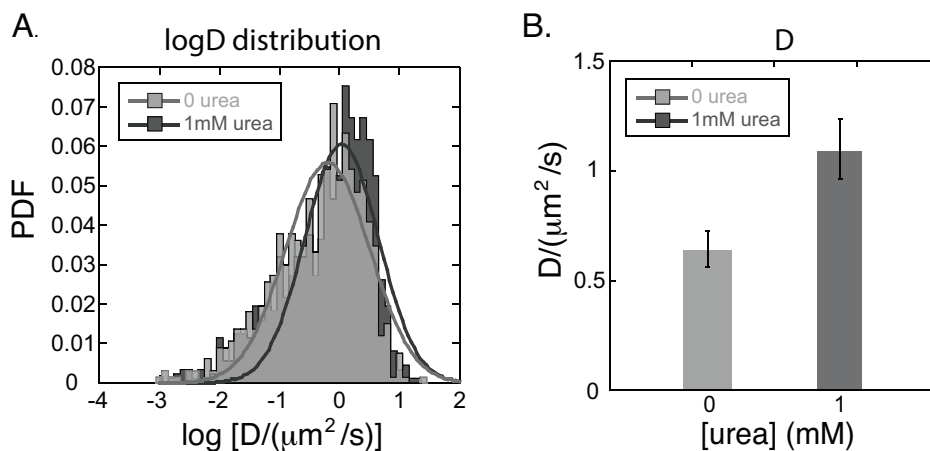 A.
logD distribution
0.08
0.07
0.06
0.05
0.04
0.03
0.02
0.01
0
PDF
0 urea
1mM urea
-4 -3 -2 -1 0 1 2
log [D/(μm²/s)]
B.
D
1.5
1
0.5
0
D/(μm²/s)
0 urea
1mM urea
0 1
[urea] (mM)